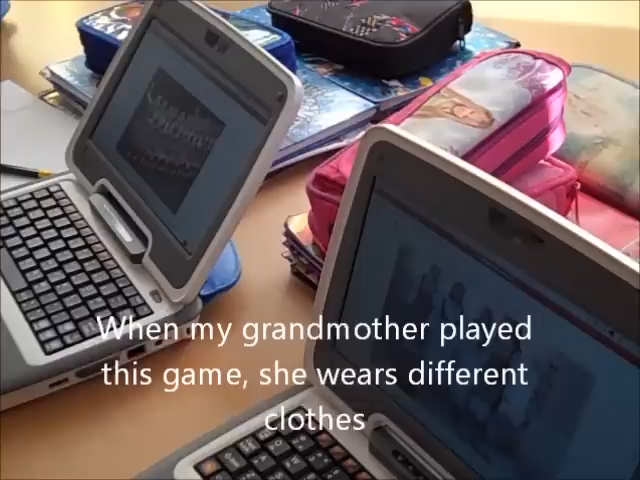 When my grandmother played
this game, she wears different
clothes